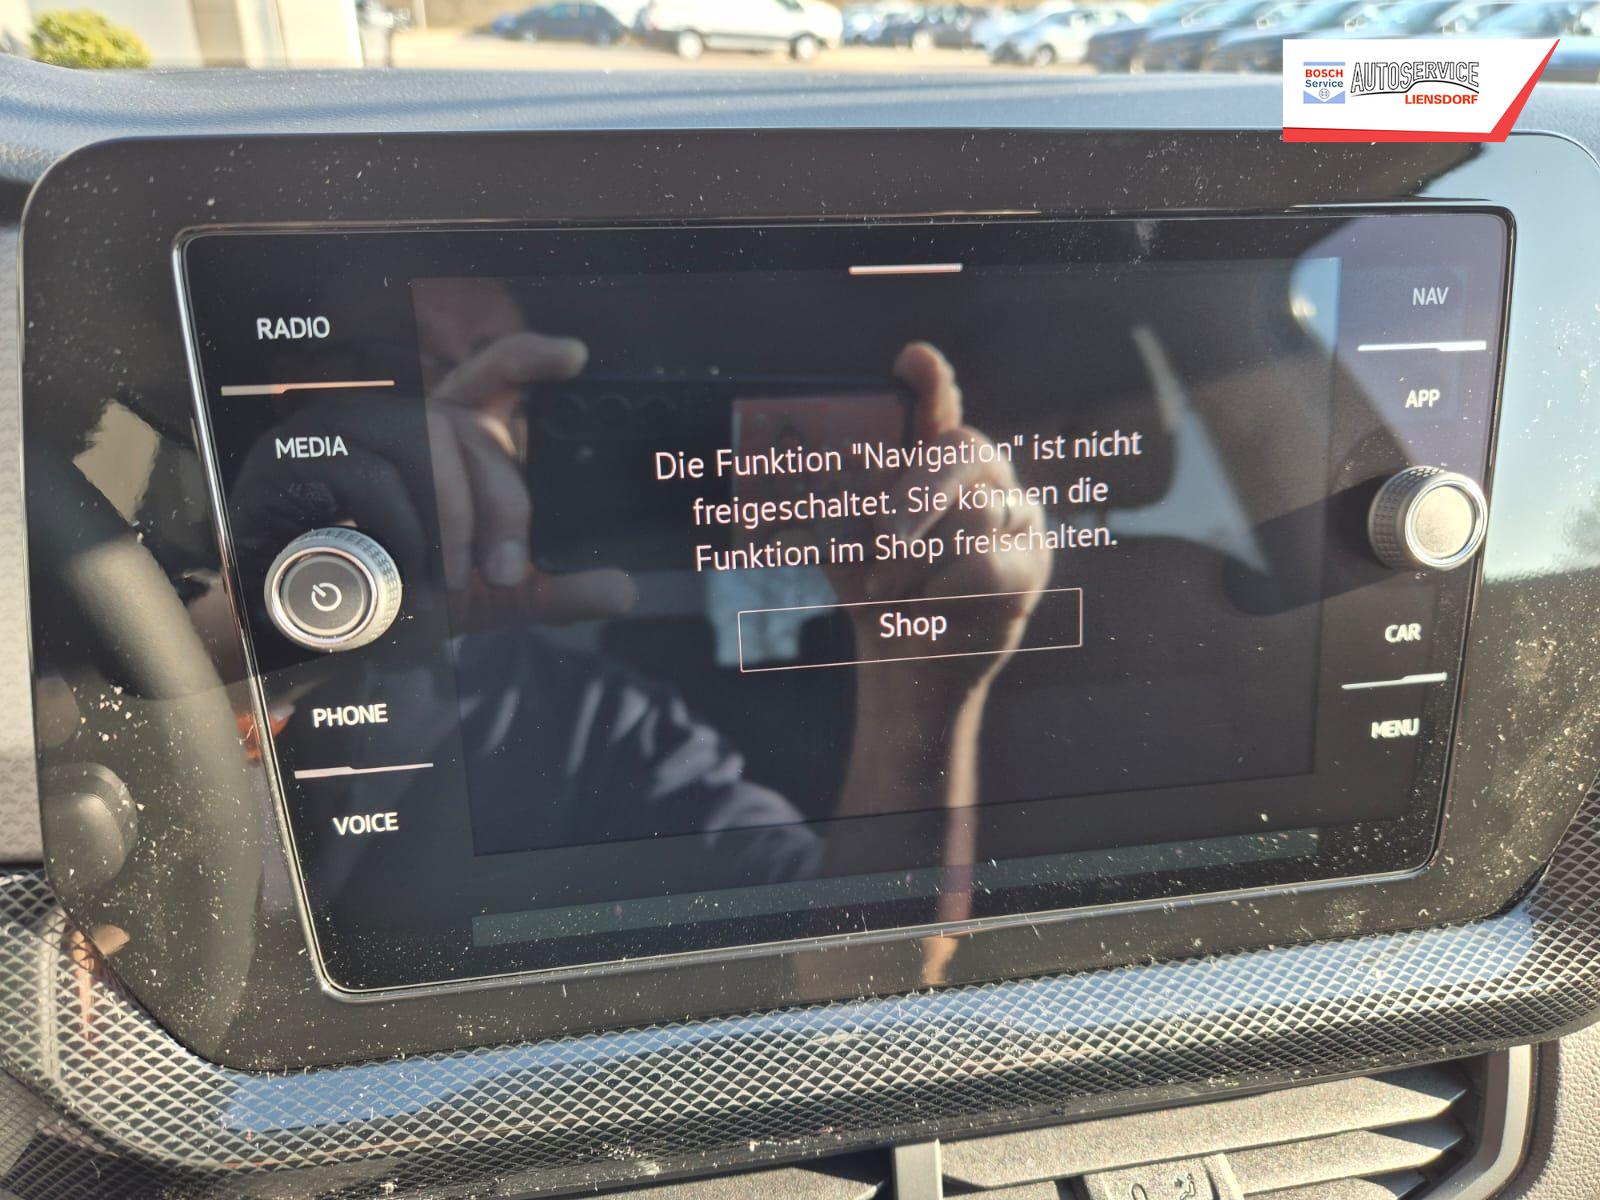 BOSCH
Service
AUTOSERVICE
LIENSDORF
RADIO
MEDIA
PHONE
VOICE
Die Funktion "Navigation" ist nicht
freigeschaltet. Sie können die
Funktion im Shop freischalten.
Shop
NAV
APP
CAR
MENU